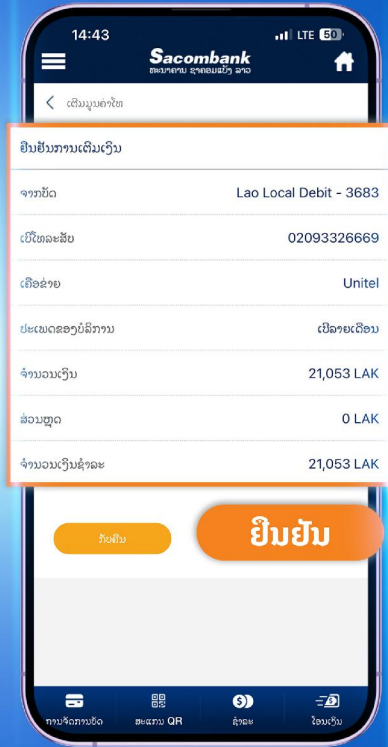 14:43 LTE 50
Sacombank
ທະນາຄານ ຊາຄອມແບັງ ລາວ
ເຕີມມູນຄ່າໂທ
ຢືນຢັນການເຕີມເງິນ
ຈາກບັດ Lao Local Debit - 3683
ເບີໂທລະສັບ 02093326669
ເຄືອຂ່າຍ Unitel
ປະເພດຂອງບໍລິການ ເບີລາຍເດືອນ
ຈຳນວນເງິນ 21,053 LAK
ສ່ວນຫຼຸດ 0 LAK
ຈຳນວນເງິນຊຳລະ 21,053 LAK
ກັບຄືນ ຢືນຢັນ
ການຈັດການບັດ ສະແກນ QR ຊຳລະ ໂອນເງິນ